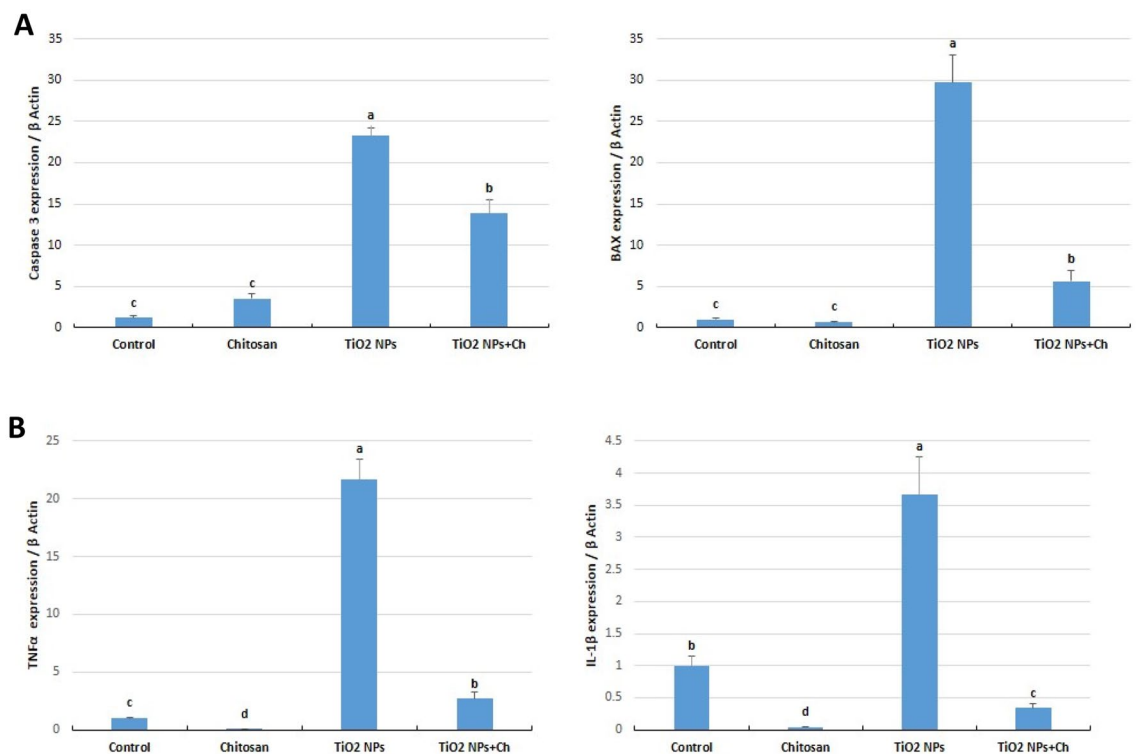 A
Caspase 3 expression / β Actin
35
30
25
20
15
10
5
0
c
c
a
b
Control
Chitosan
TiO2 NPs
TiO2 NPs+Ch
BAX expression / β Actin
35
30
25
20
15
10
5
0
c
c
a
b
Control
Chitosan
TiO2 NPs
TiO2 NPs+Ch
B
TNFα expression / β Actin
25
20
15
10
5
0
c
d
a
b
Control
Chitosan
TiO2 NPs
TiO2 NPs+Ch
IL-1β expression / β Actin
4.5
4
3.5
3
2.5
2
1.5
1
0.5
0
b
d
a
c
Control
Chitosan
TiO2 NPs
TiO2 NPs+Ch